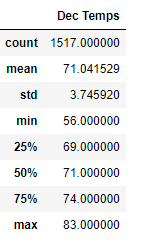 Dec Temps
count 1517.000000
mean 71.041529
std 3.745920
min 56.000000
25% 69.000000
50% 71.000000
75% 74.000000
max 83.000000